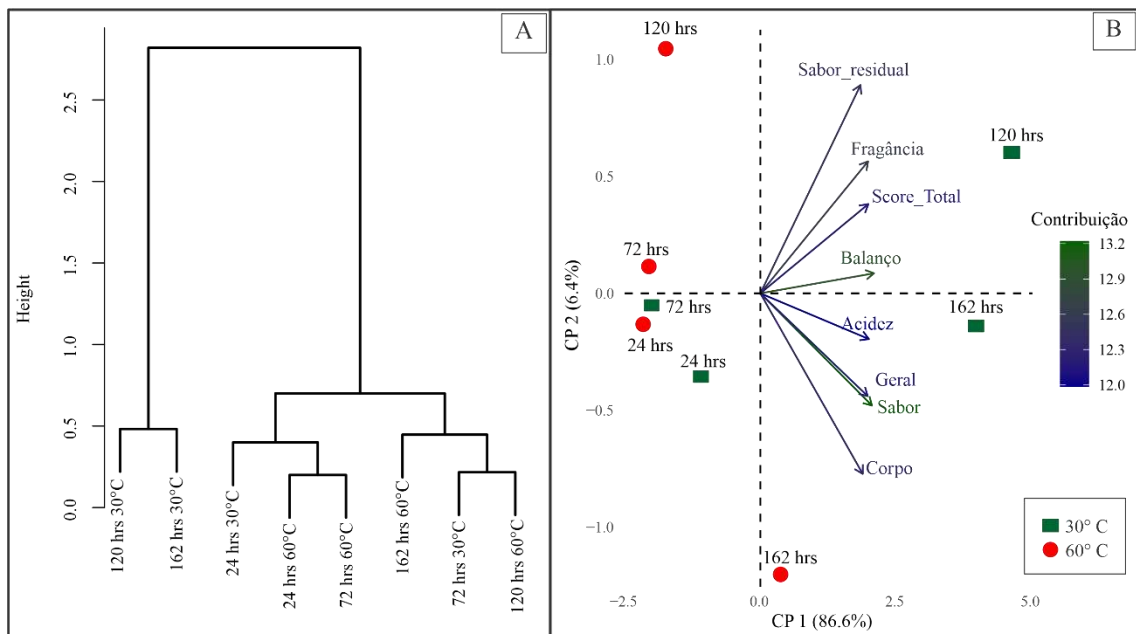 A
Height
0.0
0.5
1.0
1.5
2.0
2.5
120 hrs 30°C
162 hrs 30°C
24 hrs 30°C
24 hrs 60°C
72 hrs 60°C
162 hrs 60°C
72 hrs 30°C
120 hrs 60°C
B
CP 2 (6.4%)
1.0
0.5
0.0
−0.5
−1.0
120 hrs
Sabor_residual
120 hrs
Fragância
Score_Total
72 hrs
Balanço
72 hrs
162 hrs
24 hrs
Acidez
24 hrs
Geral
Sabor
Corpo
162 hrs
−2.5
0.0
2.5
5.0
CP 1 (86.6%)
Contribuição
13.2
12.9
12.6
12.3
12.0
30° C
60° C